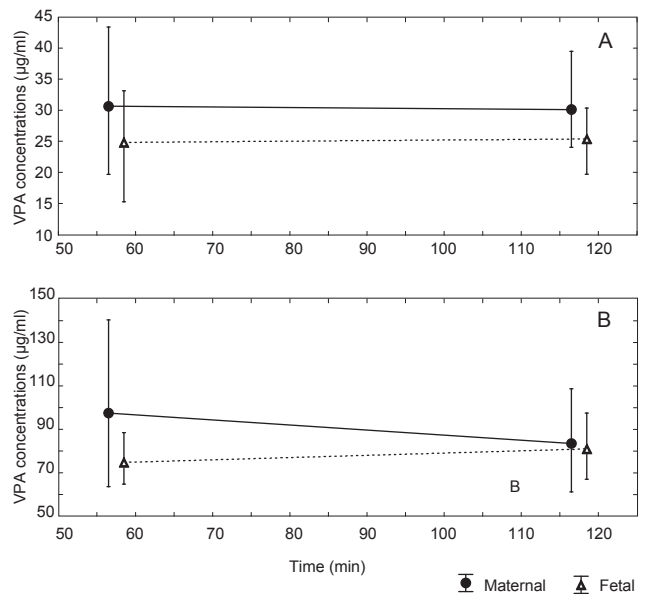 45
40
35
30
25
20
15
10
VPA concentrations (µg/ml)
A
50 60 70 80 90 100 110 120
150
130
110
90
70
50
VPA concentrations (µg/ml)
B
B
50 60 70 80 90 100 110 120
Time (min)
Maternal Fetal